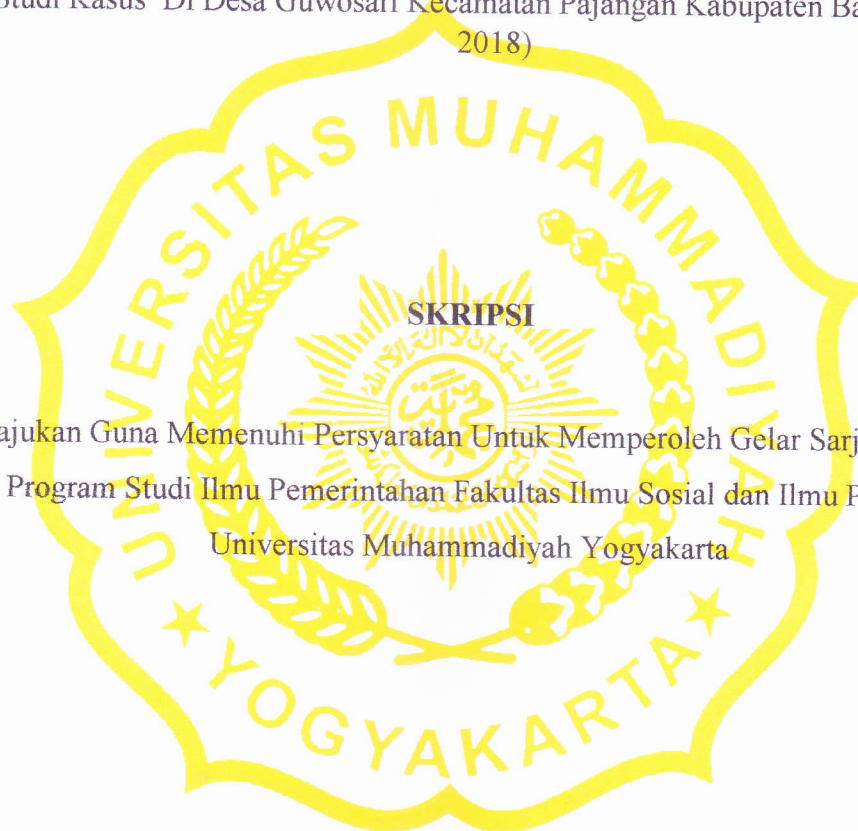 Studi Kasus Di Desa Guwosari Kecamatan Pajangan Kabupaten Ba
2018)
UNIVERSITAS MUHAMMADIYAH
SKRIPSI
ajukan Guna Memenuhi Persyaratan Untuk Memperoleh Gelar Sarj
Program Studi Ilmu Pemerintahan Fakultas Ilmu Sosial dan Ilmu P
Universitas Muhammadiyah Yogyakarta
★ YOGYAKARTA ★